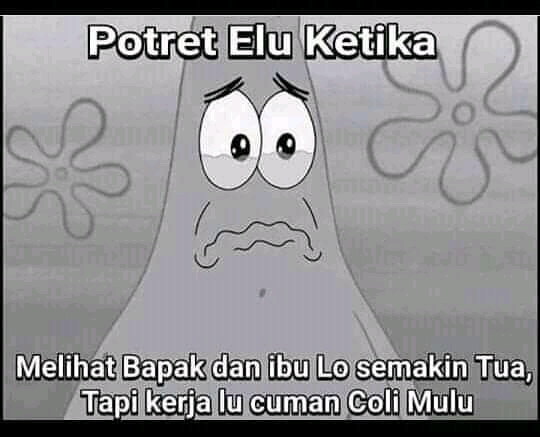 Potret Elu Ketika
Melihat Bapak dan ibu Lo semakin Tua,
Tapi kerja lu cuman Coli Mulu